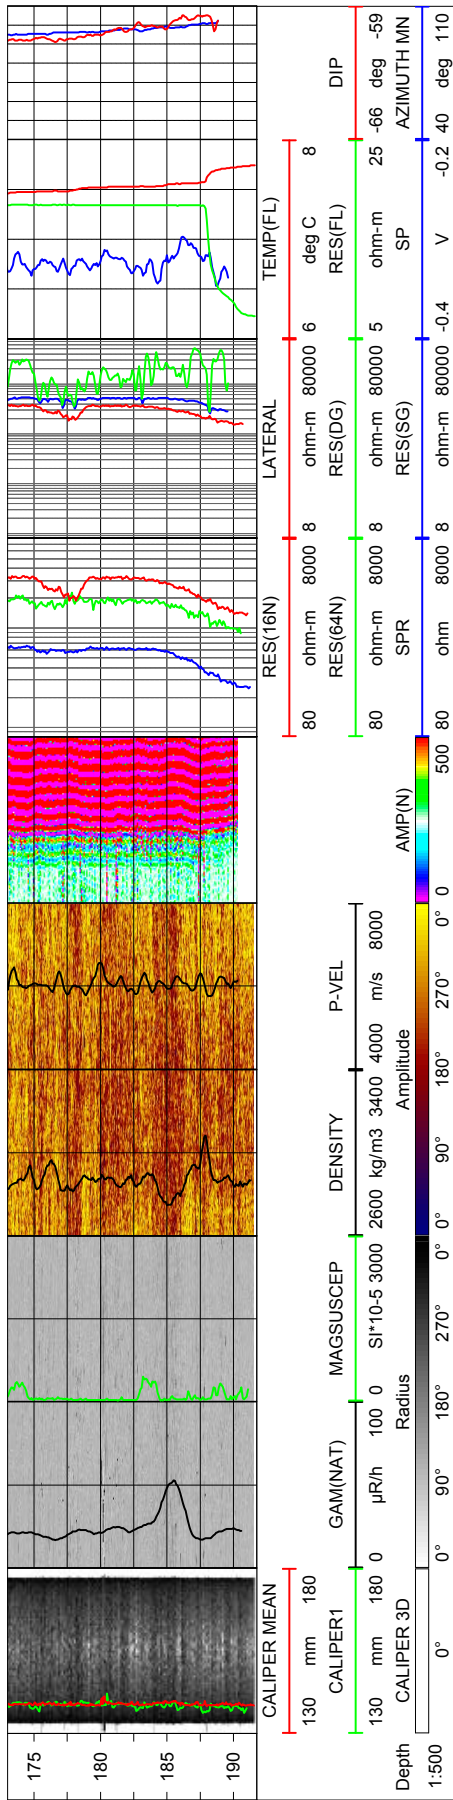 175
180
185
190
CALIPER MEAN RES(16N) LATERAL TEMP(FL)
130 mm 180 80 ohm-m 8000 8 ohm-m 80000 6 deg C 8
CALIPER1 GAM(NAT) MAGSUSCEP DENSITY P-VEL RES(64N) RES(DG) RES(FL) DIP
130 mm 180 0 µR/h 100 0 SI*10-5 3000 2600 kg/m3 3400 4000 m/s 8000 80 ohm-m 8000 8 ohm-m 80000 5 ohm-m 25 -66 deg -59
Depth CALIPER 3D Radius Amplitude AMP(N) SPR RES(SG) SP AZIMUTH MN
1:500 0° 0° 90° 180° 270° 0° 0° 90° 180° 270° 0° 0 500 80 ohm 8000 8 ohm-m 80000 -0.4 V -0.2 40 deg 110